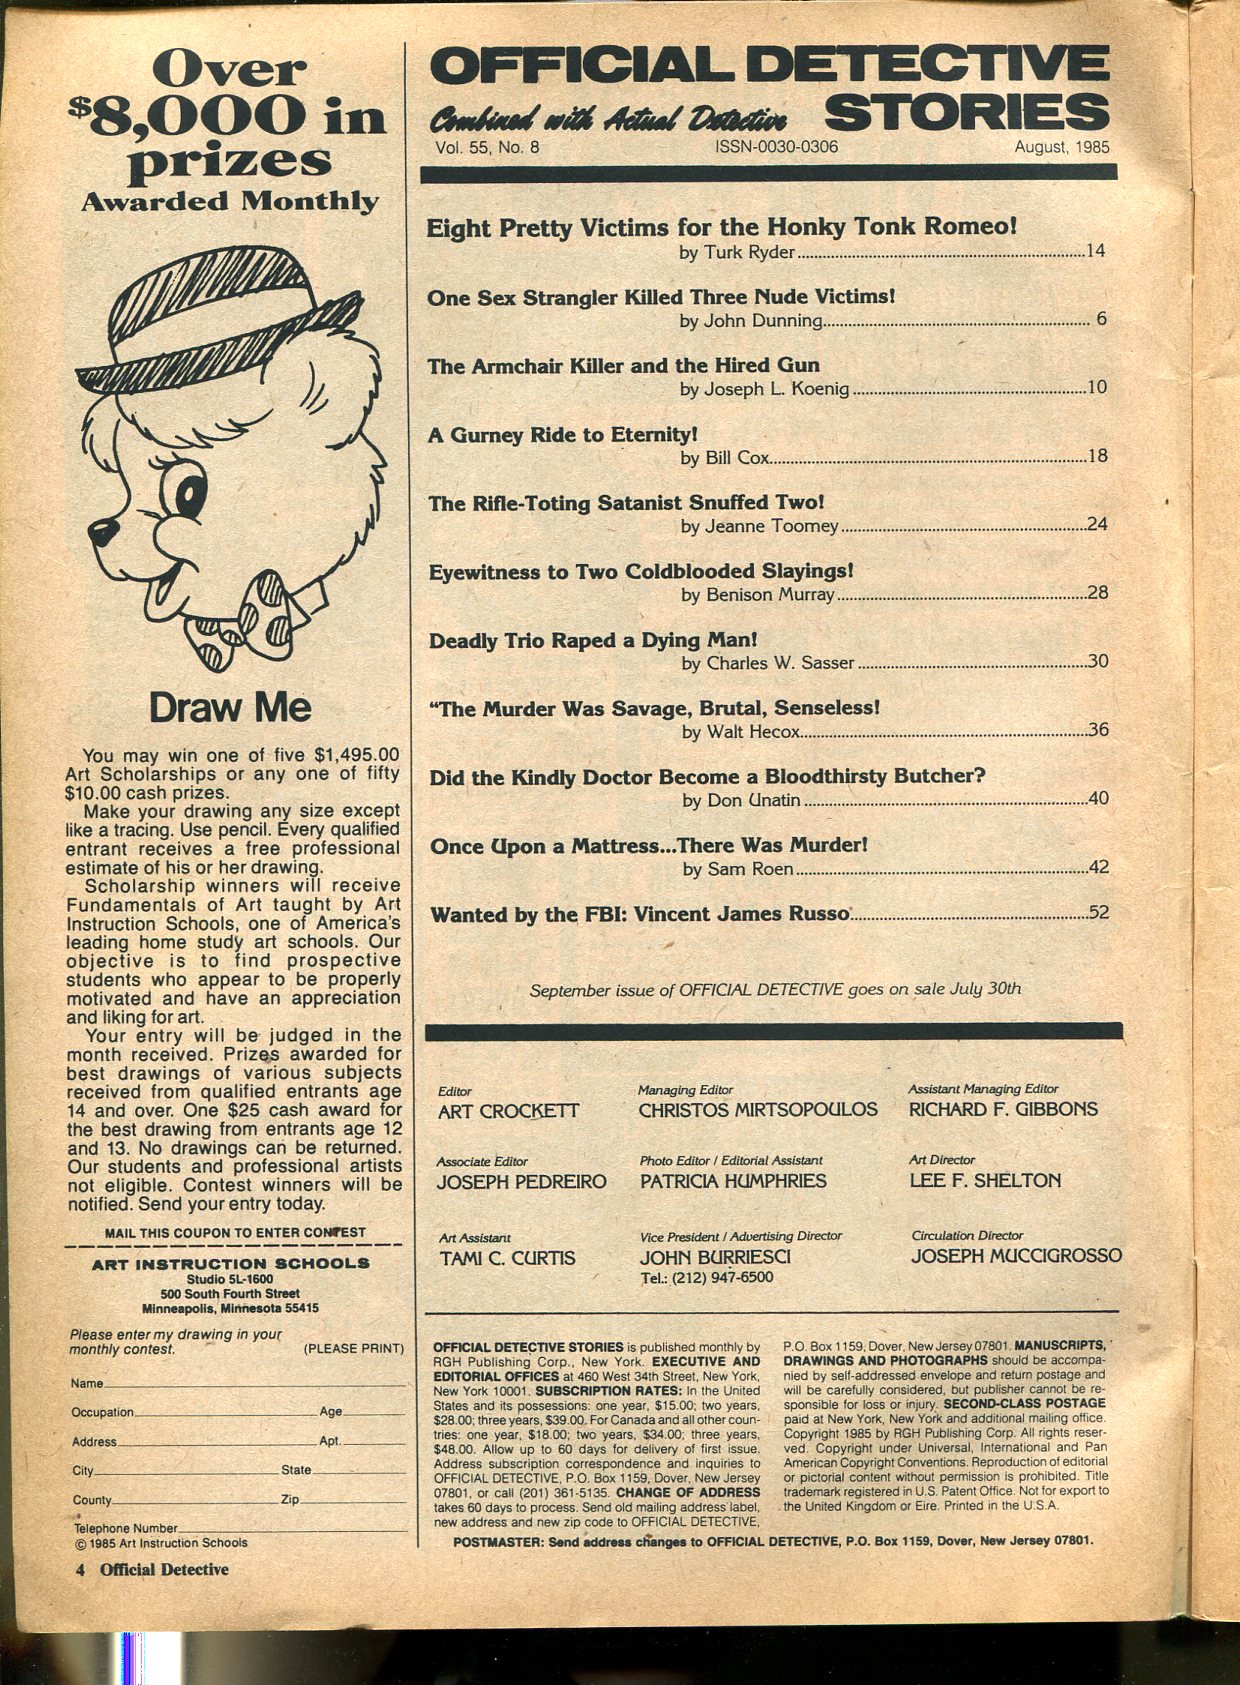 Over
$8,000 in
prizes
Awarded Monthly
Draw Me
You may win one of five $1,495.00
Art Scholarships or any one of fifty
$10.00 cash prizes.
Make your drawing any size except
like a tracing. Use pencil. Every qualified
entrant receives a free professional
estimate of his or her drawing.
Scholarship winners will receive
Fundamentals of Art taught by Art
Instruction Schools, one of America's
leading home study art schools. Our
objective is to find prospective
students who appear to be properly
motivated and have an appreciation
and liking for art.
Your entry will be judged in the
month received. Prizes awarded for
best drawings of various subjects
received from qualified entrants age
14 and over. One $25 cash award for
the best drawing from entrants age 12
and 13. No drawings can be returned.
Our students and professional artists
not eligible. Contest winners will be
notified. Send your entry today.
MAIL THIS COUPON TO ENTER CONTEST
ART INSTRUCTION SCHOOLS
Studio 5L-1600
500 South Fourth Street
Minneapolis, Minnesota 55415
Please enter my drawing in your
monthly contest. (PLEASE PRINT)
Name
Occupation Age
Address Apt.
City State
County Zip
Telephone Number
© 1985 Art Instruction Schools
4 Official Detective
OFFICIAL DETECTIVE
Combined with Actual Detective STORIES
Vol. 55, No. 8 ISSN-0030-0306 August, 1985
Eight Pretty Victims for the Honky Tonk Romeo!
by Turk Ryder 14
One Sex Strangler Killed Three Nude Victims!
by John Dunning 6
The Armchair Killer and the Hired Gun
by Joseph L. Koenig 10
A Gurney Ride to Eternity!
by Bill Cox 18
The Rifle-Toting Satanist Snuffed Two!
by Jeanne Toomey 24
Eyewitness to Two Coldblooded Slayings!
by Benison Murray 28
Deadly Trio Raped a Dying Man!
by Charles W. Sasser 30
“The Murder Was Savage, Brutal, Senseless!
by Walt Hecox 36
Did the Kindly Doctor Become a Bloodthirsty Butcher?
by Don Unatin 40
Once Upon a Mattress...There Was Murder!
by Sam Roen 42
Wanted by the FBI: Vincent James Russo 52
September issue of OFFICIAL DETECTIVE goes on sale July 30th
Editor Managing Editor Assistant Managing Editor
ART CROCKETT CHRISTOS MIRTSOPOULOS RICHARD F. GIBBONS
Associate Editor Photo Editor / Editorial Assistant Art Director
JOSEPH PEDREIRO PATRICIA HUMPHRIES LEE F. SHELTON
Art Assistant Vice President / Advertising Director Circulation Director
TAMI C. CURTIS JOHN BURRIESCI JOSEPH MUCCIGROSSO
Tel.: (212) 947-6500
OFFICIAL DETECTIVE STORIES is published monthly by
RGH Publishing Corp., New York. EXECUTIVE AND
EDITORIAL OFFICES at 460 West 34th Street, New York,
New York 10001. SUBSCRIPTION RATES: In the United
States and its possessions: one year, $15.00; two years,
$28.00; three years, $39.00. For Canada and all other coun-
tries: one year, $18.00; two years, $34.00; three years,
$48.00. Allow up to 60 days for delivery of first issue.
Address subscription correspondence and inquiries to
OFFICIAL DETECTIVE, P.O. Box 1159, Dover, New Jersey
07801, or call (201) 361-5135. CHANGE OF ADDRESS
takes 60 days to process. Send old mailing address label,
new address and new zip code to OFFICIAL DETECTIVE,
P.O. Box 1159, Dover, New Jersey 07801. MANUSCRIPTS,
DRAWINGS AND PHOTOGRAPHS should be accompa-
nied by self-addressed envelope and return postage and
will be carefully considered, but publisher cannot be re-
sponsible for loss or injury. SECOND-CLASS POSTAGE
paid at New York, New York and additional mailing office.
Copyright 1985 by RGH Publishing Corp. All rights reser-
ved. Copyright under Universal, International and Pan
American Copyright Conventions. Reproduction of editorial
or pictorial content without permission is prohibited. Title
trademark registered in U.S. Patent Office. Not for export to
the United Kingdom or Eire. Printed in the U.S.A.
POSTMASTER: Send address changes to OFFICIAL DETECTIVE, P.O. Box 1159, Dover, New Jersey 07801.